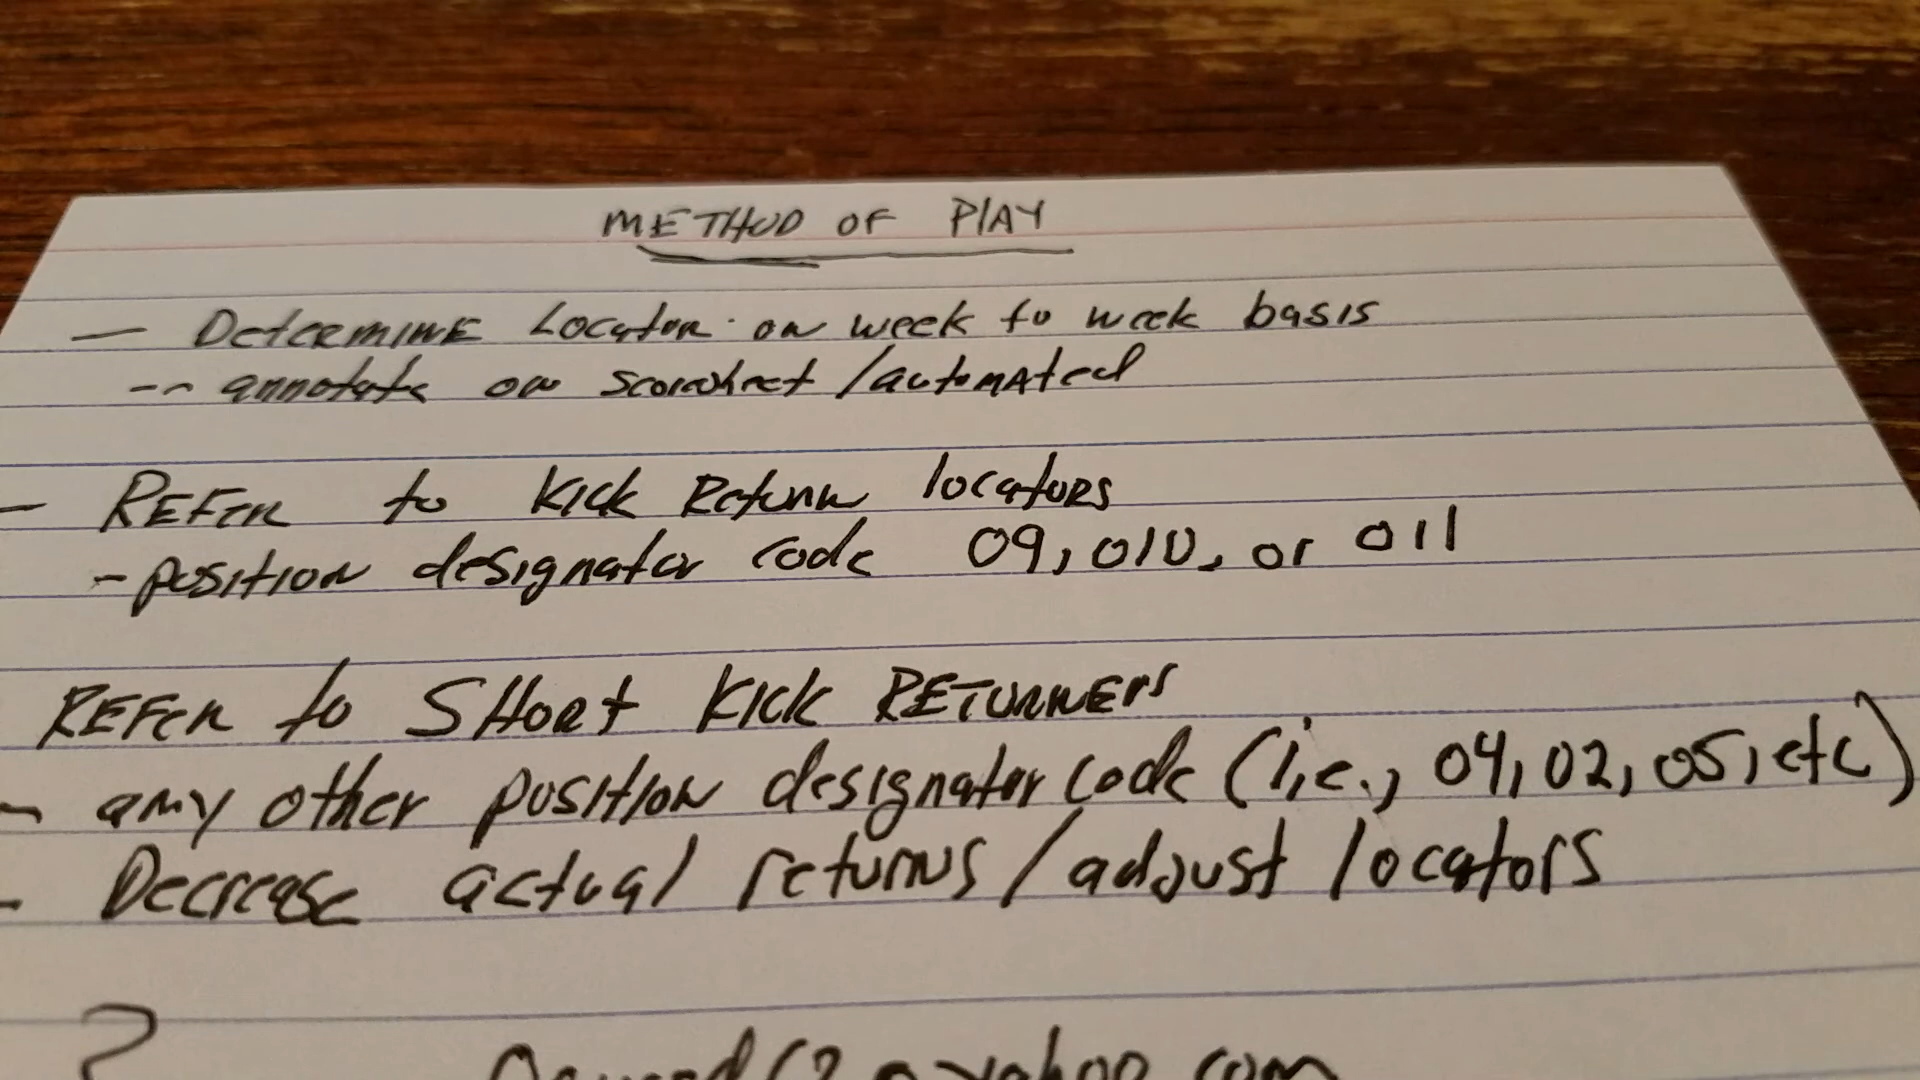 METHOD OF PLAY
— DETERMINE Locator on week to week basis
-- annotate on scoresheet /automated
- REFER to Kick Return locators
- position designator code 09, 010, or 011
REFER to SHORT KICK RETURNERS
- any other position designator code (i.e., 04, 02, 05, etc)
- Decrease actual returns / adjust locators
?
yahoo.com